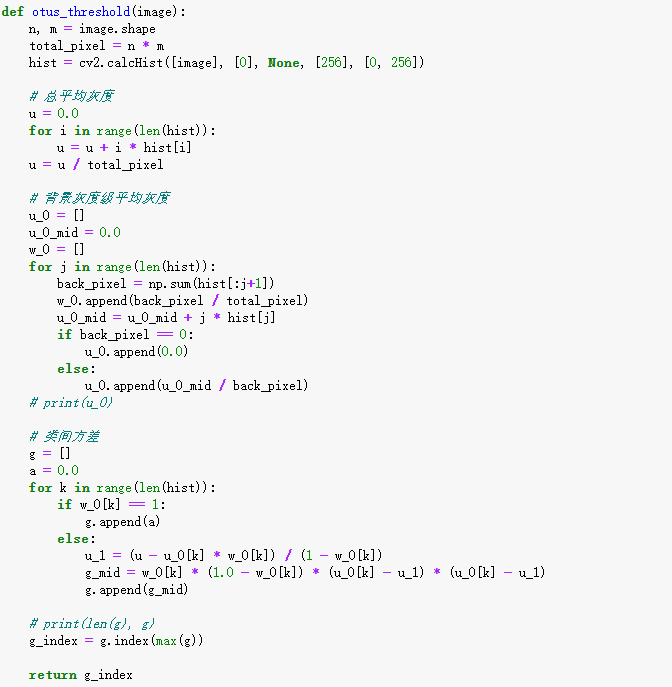 def otus_threshold(image):
    n, m = image.shape
    total_pixel = n * m
    hist = cv2.calcHist([image], [0], None, [256], [0, 256])
    # 总平均灰度
    u = 0.0
    for i in range(len(hist)):
        u = u + i * hist[i]
    u = u / total_pixel
    # 背景灰度级平均灰度
    u_0 = []
    u_0_mid = 0.0
    w_0 = []
    for j in range(len(hist)):
        back_pixel = np.sum(hist[:j+1])
        w_0.append(back_pixel / total_pixel)
        u_0_mid = u_0_mid + j * hist[j]
        if back_pixel == 0:
            u_0.append(0.0)
        else:
            u_0.append(u_0_mid / back_pixel)
    # print(u_0)
    # 类间方差
    g = []
    a = 0.0
    for k in range(len(hist)):
        if w_0[k] == 1:
            g.append(a)
        else:
            u_1 = (u - u_0[k] * w_0[k]) / (1 - w_0[k])
            g_mid = w_0[k] * (1.0 - w_0[k]) * (u_0[k] - u_1) * (u_0[k] - u_1)
            g.append(g_mid)
    # print(len(g), g)
    g_index = g.index(max(g))
    return g_index